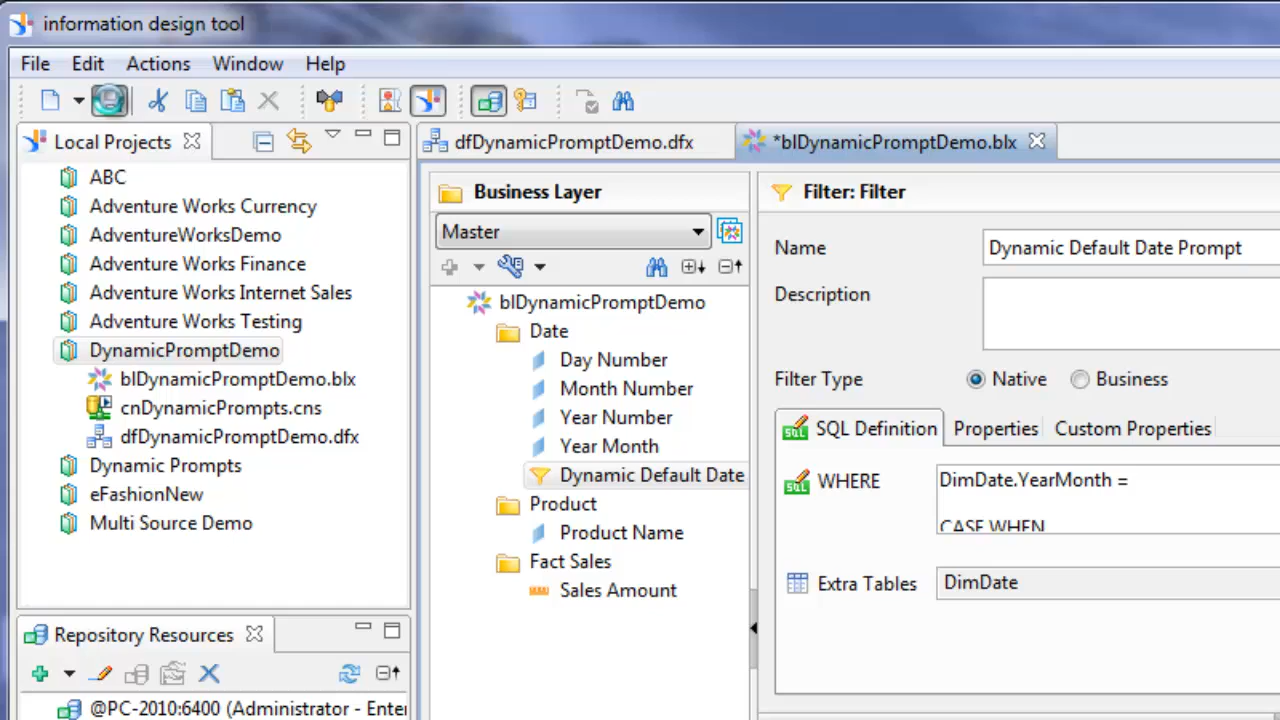 information design tool
File Edit Actions Window Help
Local Projects
ABC
Adventure Works Currency
AdventureWorksDemo
Adventure Works Finance
Adventure Works Internet Sales
Adventure Works Testing
DynamicPromptDemo
blDynamicPromptDemo.blx
cnDynamicPrompts.cns
dfDynamicPromptDemo.dfx
Dynamic Prompts
eFashionNew
Multi Source Demo
Repository Resources
@PC-2010:6400 (Administrator - Enter
dfDynamicPromptDemo.dfx *blDynamicPromptDemo.blx
Business Layer
Master
blDynamicPromptDemo
Date
Day Number
Month Number
Year Number
Year Month
Dynamic Default Date
Product
Product Name
Fact Sales
Sales Amount
Filter: Filter
Name Dynamic Default Date Prompt
Description
Filter Type Native Business
SQL SQL Definition Properties Custom Properties
SQL WHERE DimDate.YearMonth =
CASE WHEN
Extra Tables DimDate